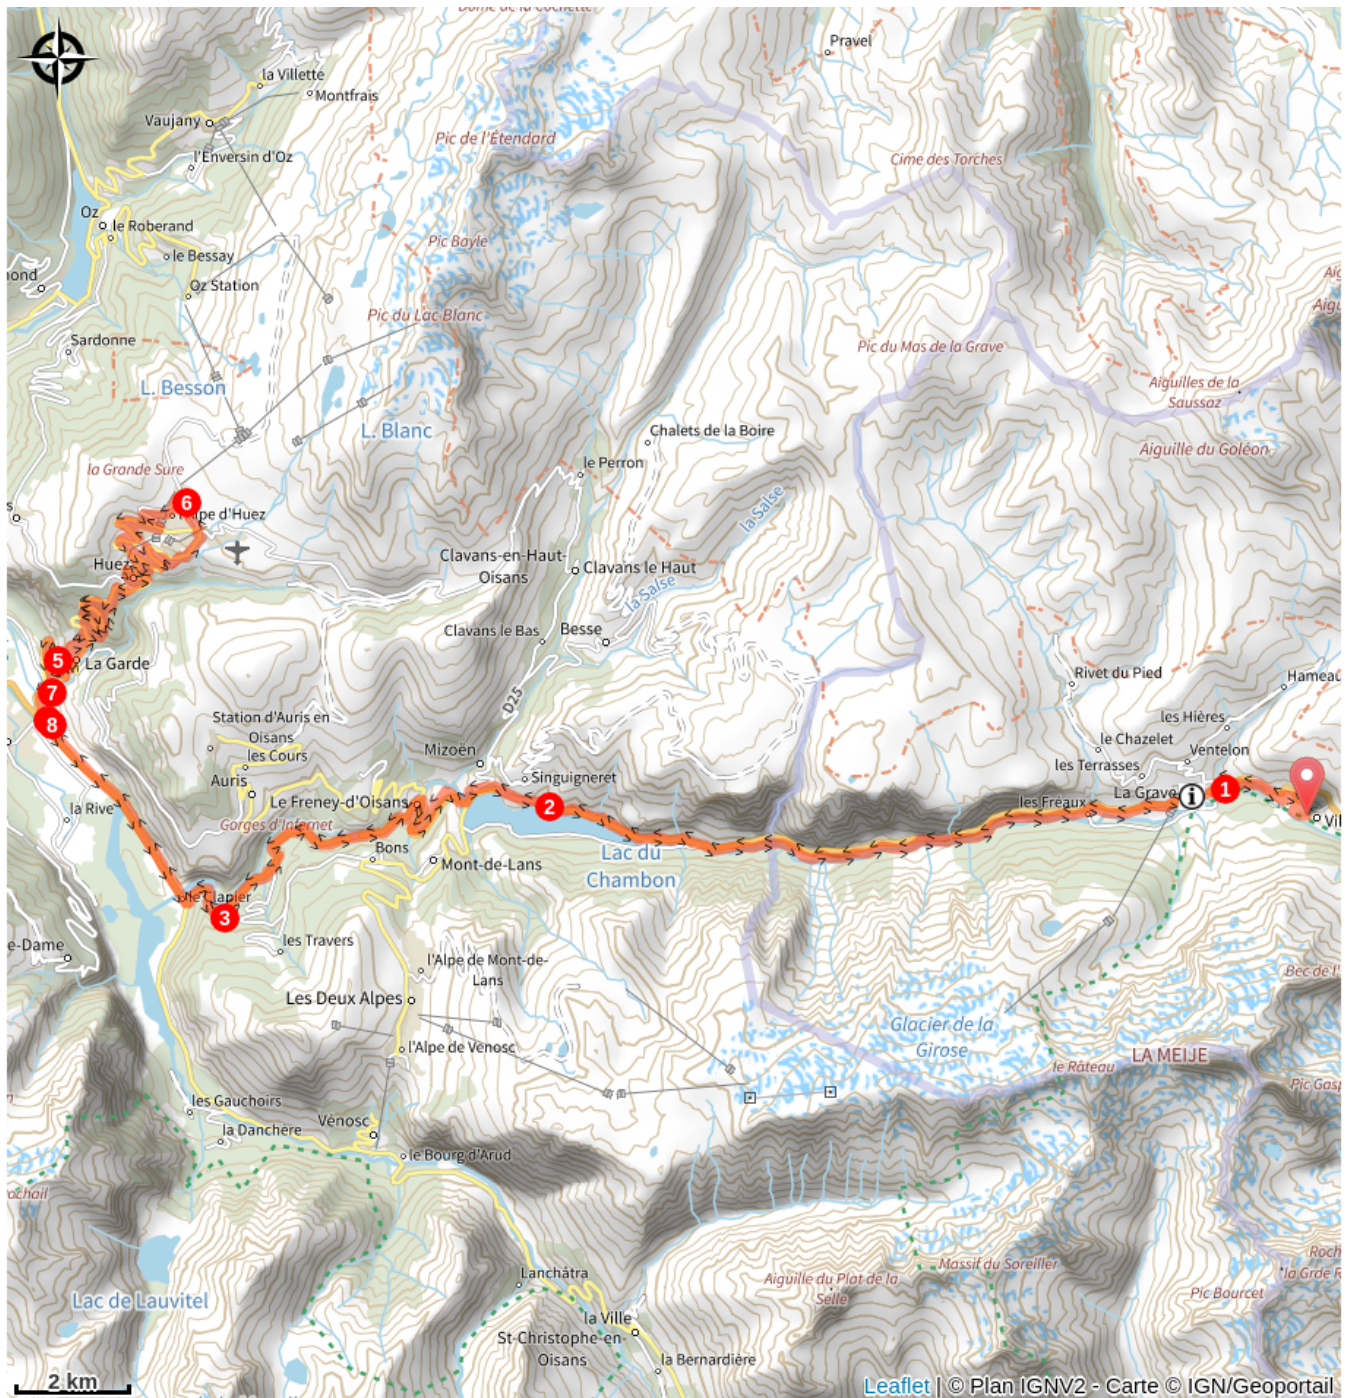 Dôme de la Cochette
Pravel
la Villette
Montfrais
Vaujany
Pic de l'Étendard
l'Enversin d'Oz
Cime des Torches
Oz
le Roberand
Pic Bayle
le Bessay
Oz Station
Pic du Lac Blanc
Sardonne
Pic du Mas de la Grave
L. Besson
Aiguilles de la
Saussaz
L. Blanc
Chalets de la Boire
Aiguille du Goléon
la Grande Sure
le Perron
6
la Salse
Clavans-en-Haut-
Oisans
Huez
Clavans le Haut
la Salse
Clavans le Bas
Besse
5
La Garde
Rivet du Pied
7
D25
8
Station d'Auris en
Oisans
les Hières
le Chazelet
les Cours
Mizoën
Ventelon
Auris
Singuigneret
les Terrasses
Le Freney-d'Oisans
2
La Grave
i
1
la Rive
les Fréaux
Gorges d'Infernet
Bons
Mont-de-Lans
Lac du
Chambon
le Clapier
3
les Travers
l'Alpe de Mont-de-
Lans
Les Deux Alpes
Glacier de la
Girose
l'Alpe de Venosc
LA MEIJE
le Râteau
les Gauchoirs
Vénosc
la Danchère
le Bourg d'Arud
Lanchâtra
Massif du Soreiller
Aiguille du Plat de la
Selle
Pic Bourcet
Lac de Lauvitel
la Ville
St-Christophe-en-
Oisans
la Bernardière
2 km
Leaflet | © Plan IGNV2 - Carte © IGN/Geoportail